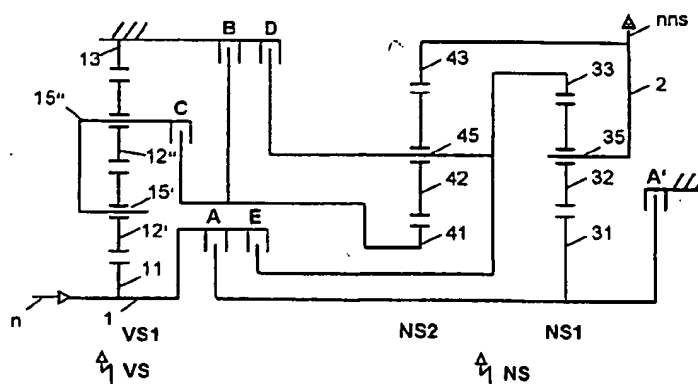 B D nns
13 43 33 2
15" C
12" 45 35 A'
15' 42 32
12' A E 41 31
11
n 1 VS1 NS2 NS1
VS NS